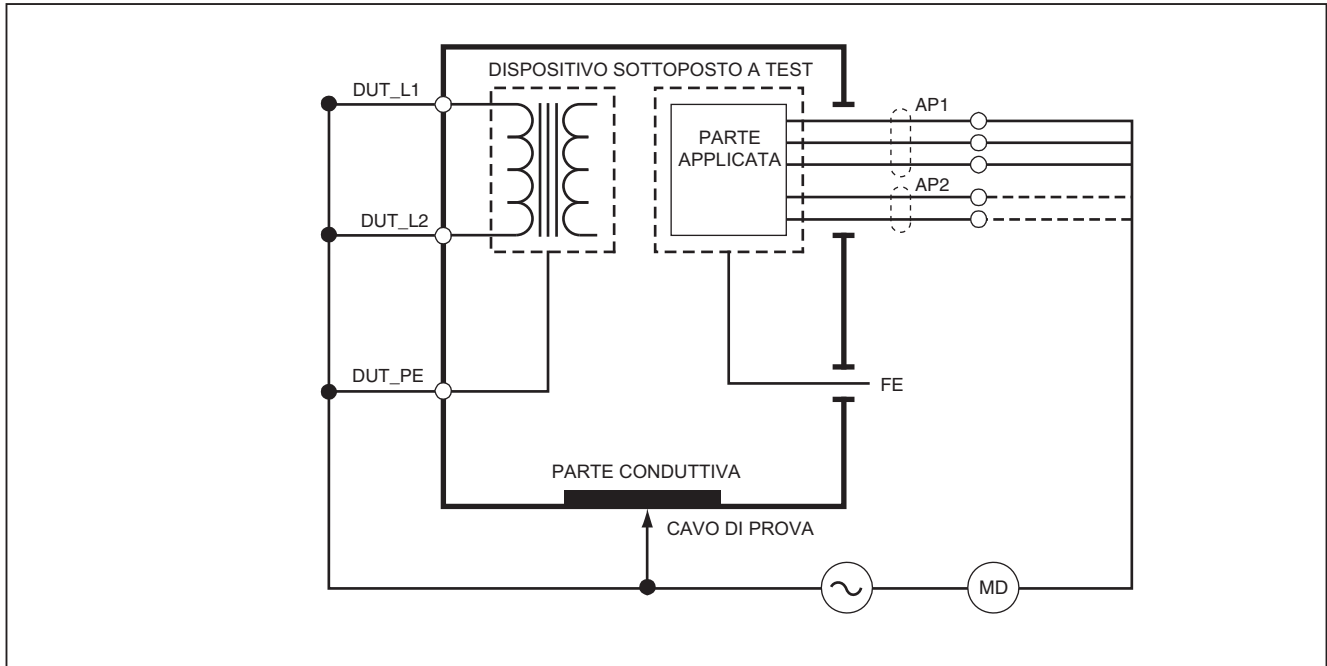 DISPOSITIVO SOTTOPOSTO A TEST
DUT_L1
AP1
PARTE
APPLICATA
AP2
DUT_L2
DUT_PE
FE
PARTE CONDUTTIVA
CAVO DI PROVA
MD